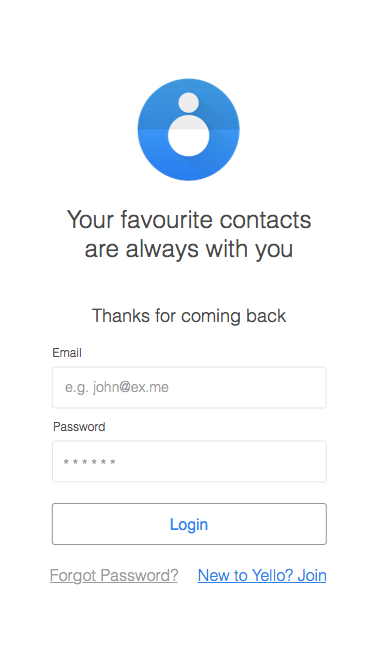 Your favourite contacts
are always with you
Thanks for coming back
Email
e.g. john@ex.me
Password
******
Login
Forgot Password? New to Yello? Join